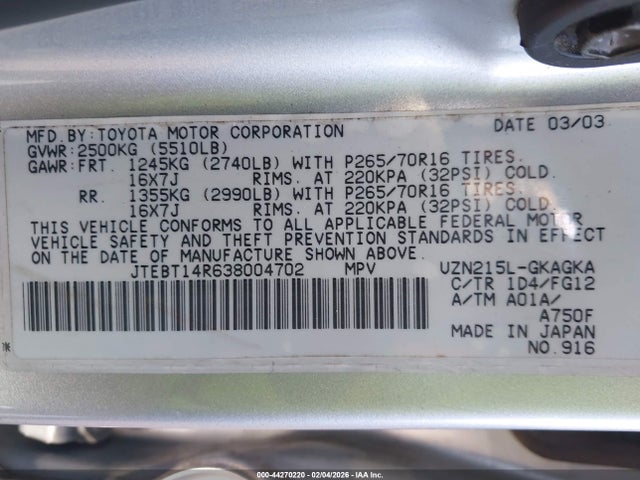 MFD.BY:TOYOTA MOTOR CORPORATION DATE 03/03
GVWR:2500KG (5510LB)
GAWR:FRT. 1245KG (2740LB) WITH P265/70R16 TIRES.
16X7J RIMS. AT 220KPA (32PSI) COLD.
RR. 1355KG (2990LB) WITH P265/70R16 TIRES.
16X7J RIMS. AT 220KPA (32PSI) COLD.
THIS VEHICLE CONFORMS TO ALL APPLICABLE FEDERAL MOTOR
VEHICLE SAFETY AND THEFT PREVENTION STANDARDS IN EFFECT
ON THE DATE OF MANUFACTURE SHOWN ABOVE.
JTEBT14R638004702 MPV UZN215L-GKAGKA
C/TR 1D4/FG12
A/TM A01A/
A750F
MADE IN JAPAN
NO.916
000-44270220 - 02/04/2026 - IAAI.com